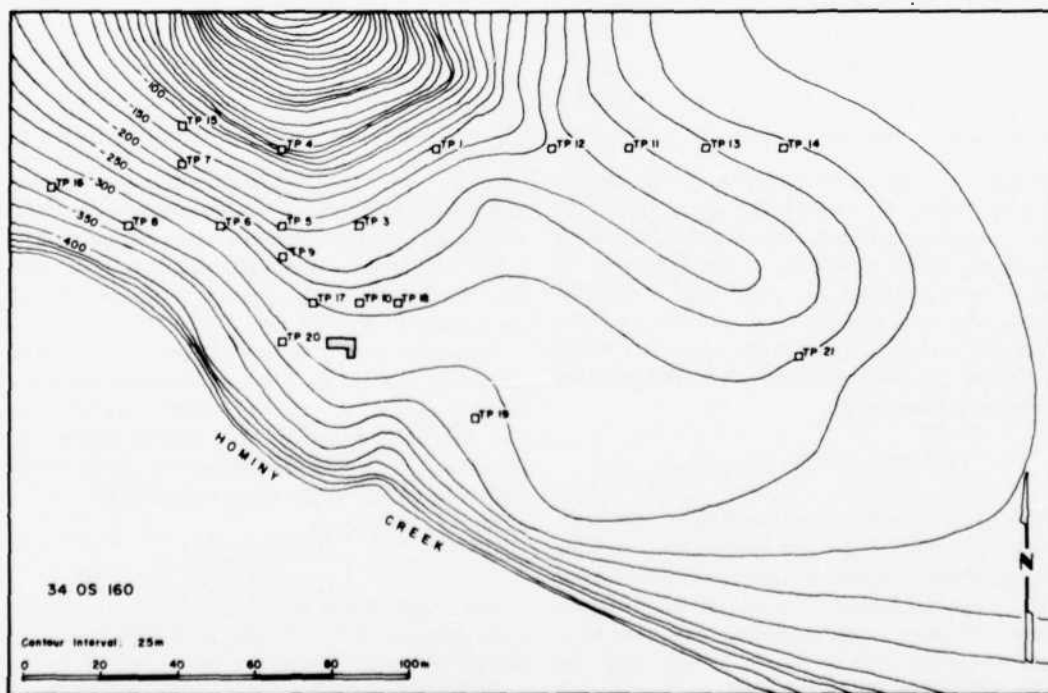 -100
TP 15
-150
TP 4
TP 1
TP 12
TP 11
TP 13
TP 14
-200
TP 7
-250
TP 16
-300
TP 8
TP 6
TP 5
TP 3
-350
-400
TP 9
TP 17
TP 10
TP 18
TP 20
TP 21
TP 19
HOMINY
CREEK
N
34 OS 160
Contour Interval: .25m
0 20 40 60 80 100m